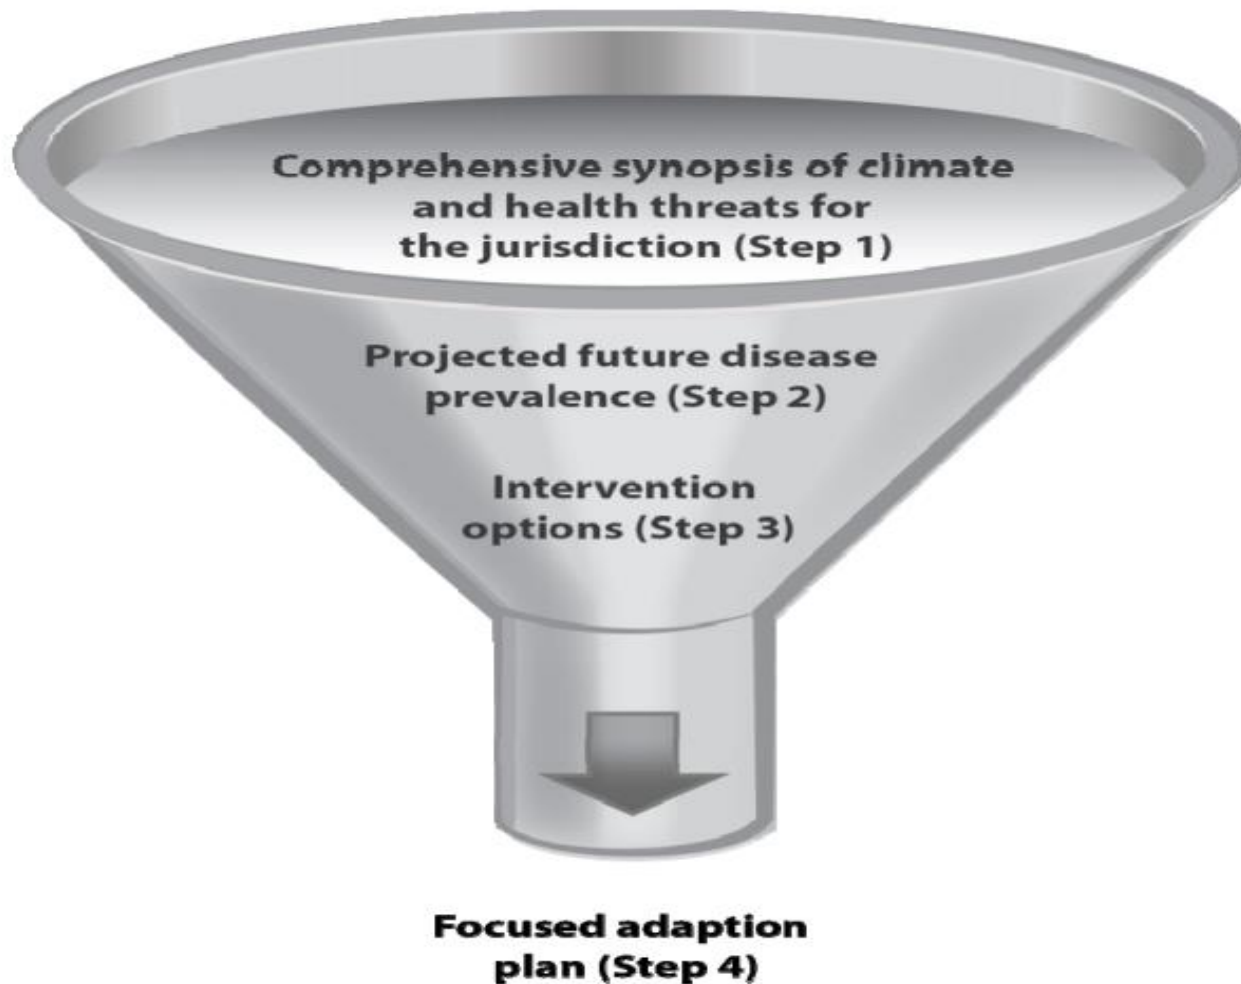 Comprehensive synopsis of climate
and health threats for
the jurisdiction (Step 1)
Projected future disease
prevalence (Step 2)
Intervention
options (Step 3)
Focused adaption
plan (Step 4)